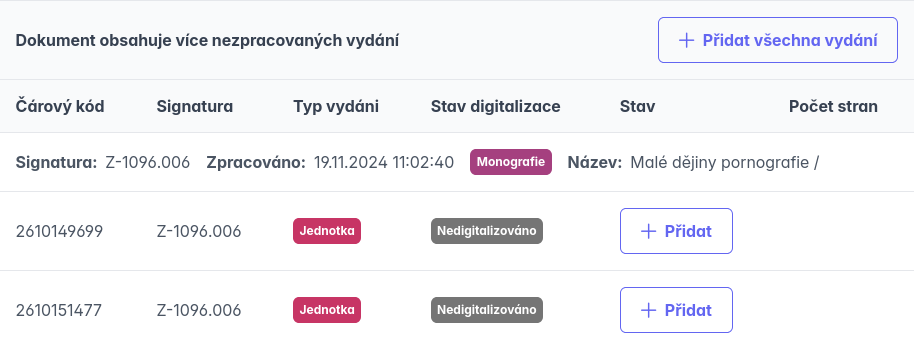 Dokument obsahuje více nezpracovaných vydání + Přidat všechna vydání
Čárový kód Signatura Typ vydáni Stav digitalizace Stav Počet stran
Signatura: Z-1096.006 Zpracováno: 19.11.2024 11:02:40 Monografie Název: Malé dějiny pornografie /
2610149699 Z-1096.006 Jednotka Nedigitalizováno + Přidat
2610151477 Z-1096.006 Jednotka Nedigitalizováno + Přidat